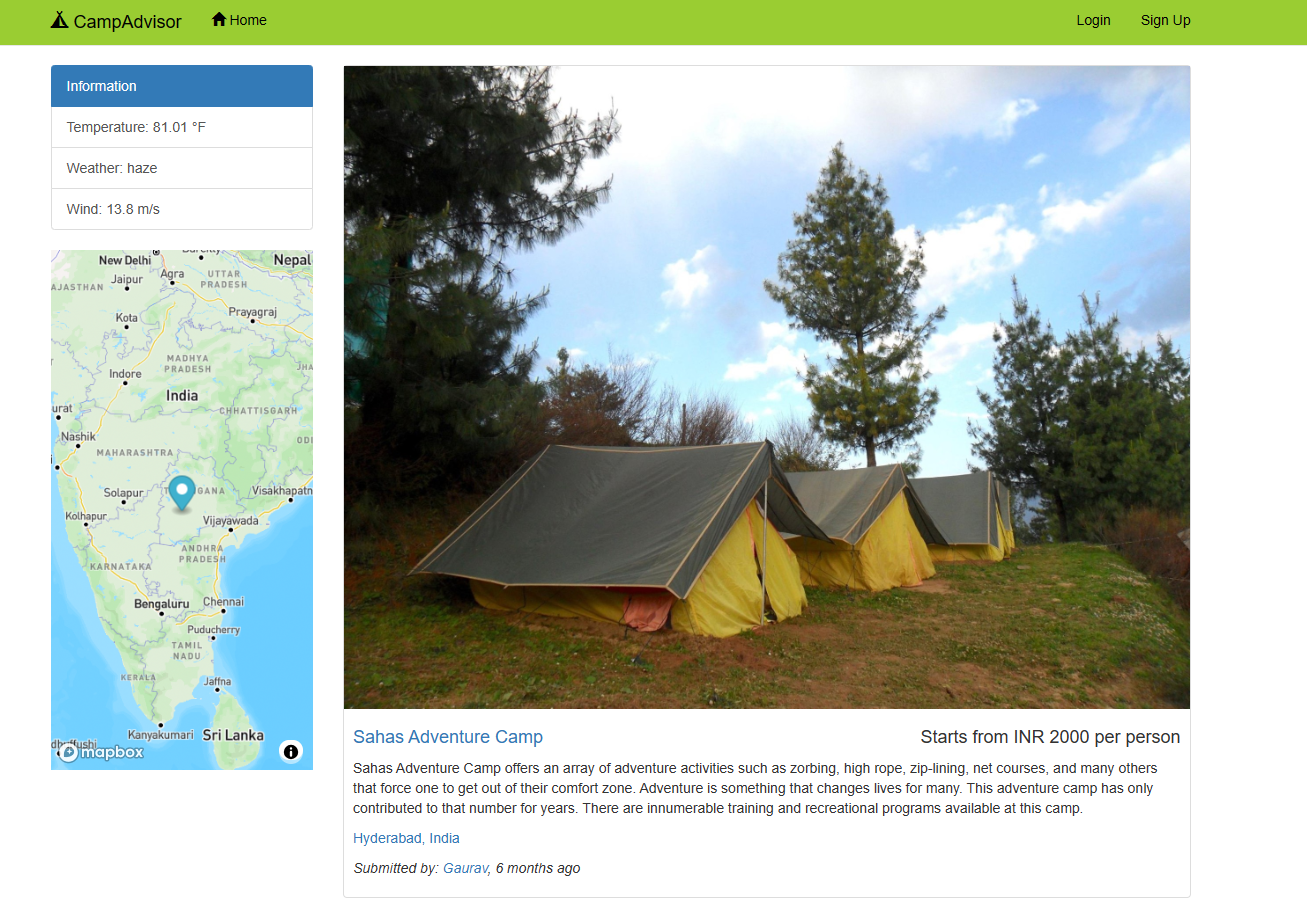 CampAdvisor
Home
Login
Sign Up
Information
Temperature: 81.01 °F
Weather: haze
Wind: 13.8 m/s
New Delhi
Nepal
Jaipur
Agra
UTTAR
PRADESH
Kota
Prayagraj
MADHYA
PRADESH
Indore
India
CHHATTISGARH
Nashik
MAHARASHTRA
Solapur
Visakhapatn
Kolhapur
Vijayawada
ANDHRA
PRADESH
KARNATAKA
Bengaluru
Chennai
Puducherry
TAMIL
NADU
KERALA
Jaffna
Kanyakumari
Sri Lanka
mapbox
Sahas Adventure Camp
Starts from INR 2000 per person
Sahas Adventure Camp offers an array of adventure activities such as zorbing, high rope, zip-lining, net courses, and many others
that force one to get out of their comfort zone. Adventure is something that changes lives for many. This adventure camp has only
contributed to that number for years. There are innumerable training and recreational programs available at this camp.
Hyderabad, India
Submitted by: Gaurav, 6 months ago